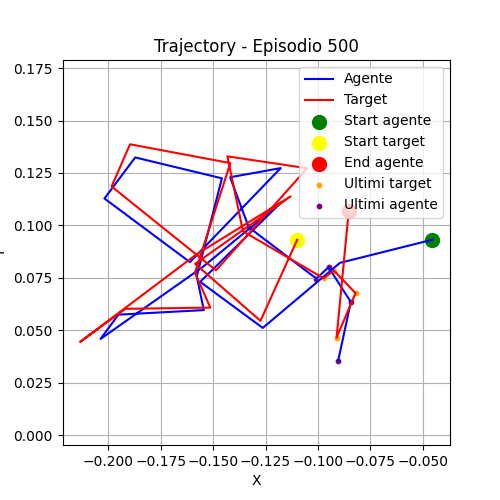 Trajectory - Episodio 500
Agente
Target
Start agente
Start target
End agente
Ultimi target
Ultimi agente
0.175
0.150
0.125
0.100
0.075
0.050
0.025
0.000
−0.200 −0.175 −0.150 −0.125 −0.100 −0.075 −0.050
X